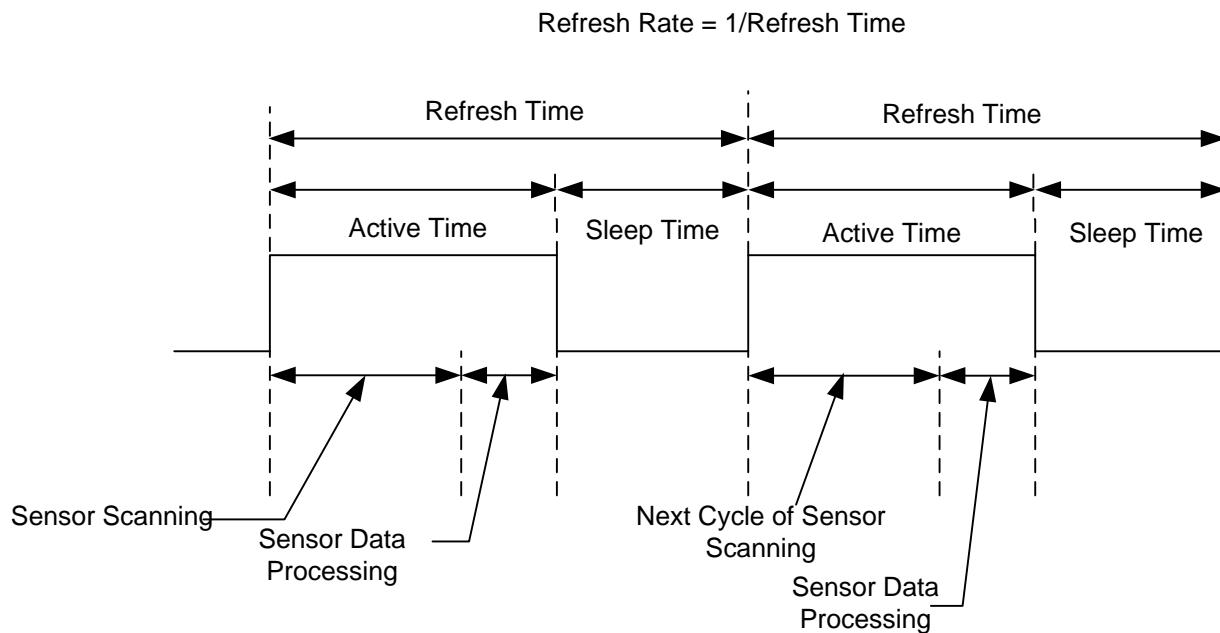 Refresh Rate = 1/Refresh Time
Refresh Time
Refresh Time
Active Time
Sleep Time
Active Time
Sleep Time
Sensor Scanning
Sensor Data
Processing
Next Cycle of Sensor
Scanning
Sensor Data
Processing